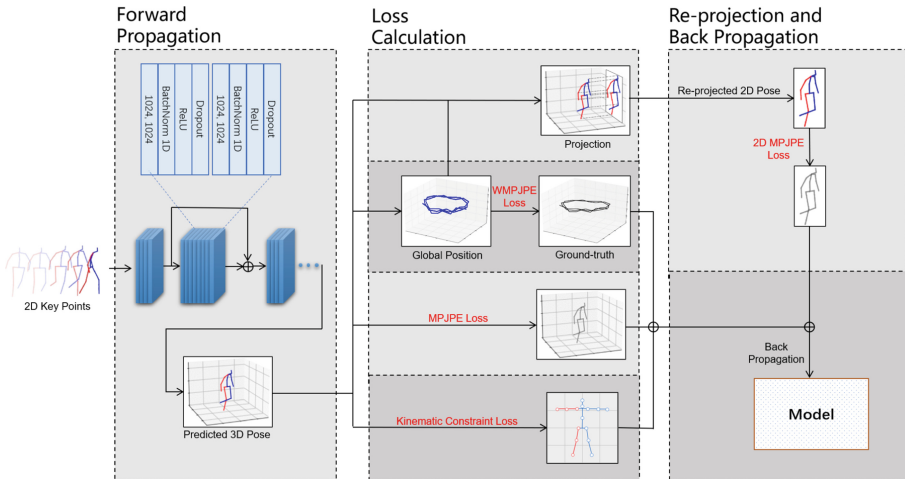 Forward
Propagation
Loss
Calculation
Re-projection and
Back Propagation
1024, 1024
BatchNorm 1D
ReLU
Dropout
1024, 1024
BatchNorm 1D
ReLU
Dropout
2D Key Points
Predicted 3D Pose
Projection
Global Position
WMPJPE
Loss
Ground-truth
MPJPE Loss
Kinematic Constraint Loss
Re-projected 2D Pose
2D MPJPE
Loss
Back
Propagation
Model